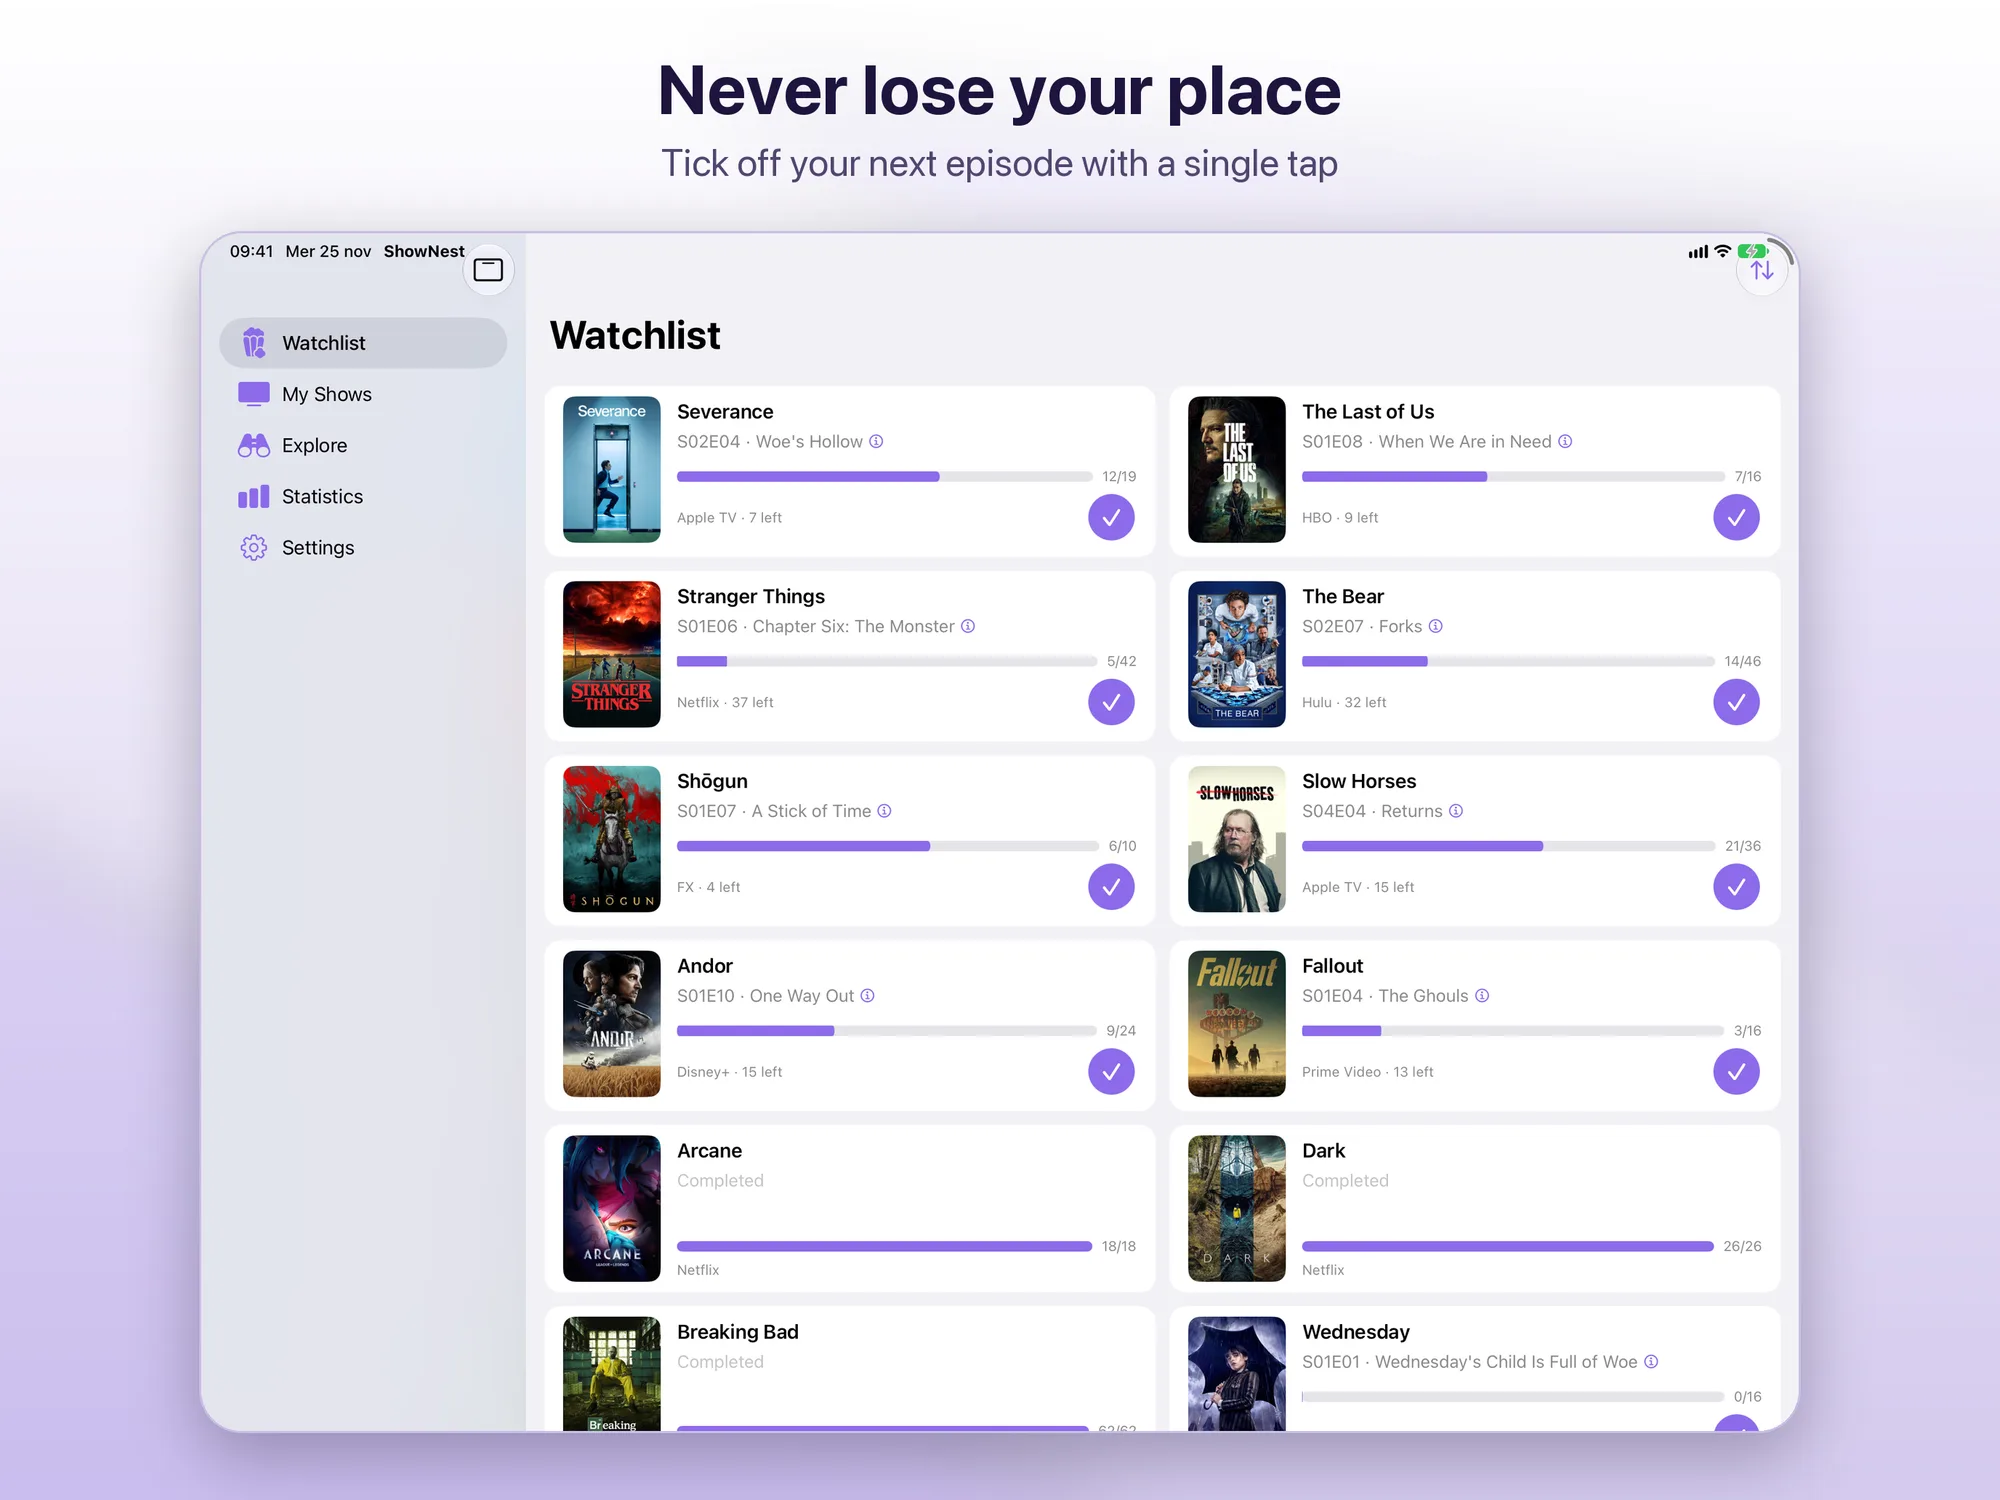 Never lose your place
Tick off your next episode with a single tap
09:41 Mer 25 nov ShowNest
Watchlist
My Shows
Explore
Statistics
Settings
Watchlist
Severance
Severance
S02E04 · Woe's Hollow
12/19
Apple TV · 7 left
THE
LAST
OF US
The Last of Us
S01E08 · When We Are in Need
7/16
HBO · 9 left
STRANGER
THINGS
Stranger Things
S01E06 · Chapter Six: The Monster
5/42
Netflix · 37 left
THE BEAR
The Bear
S02E07 · Forks
14/46
Hulu · 32 left
SHŌGUN
Shōgun
S01E07 · A Stick of Time
6/10
FX · 4 left
SLOW HORSES
Slow Horses
S04E04 · Returns
21/36
Apple TV · 15 left
ANDOR
Andor
S01E10 · One Way Out
9/24
Disney+ · 15 left
Fallout
Fallout
S01E04 · The Ghouls
3/16
Prime Video · 13 left
ARCANE
LEAGUE OF LEGENDS
Arcane
Completed
18/18
Netflix
DARK
Dark
Completed
26/26
Netflix
Breaking
Breaking Bad
Completed
62/62
Wednesday
S01E01 · Wednesday's Child Is Full of Woe
0/16